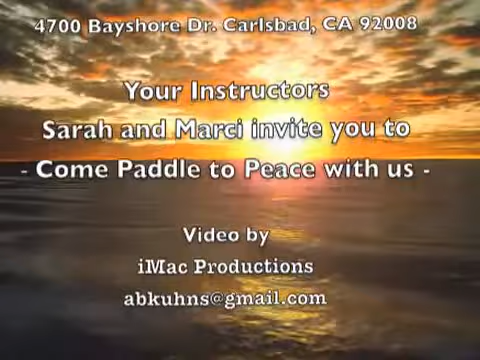 4700 Bayshore Dr. Carlsbad, CA 92008
Your Instructors
Sarah and Marci invite you to
- Come Paddle to Peace with us -
Video by
iMac Productions
abkuhns@gmail.com